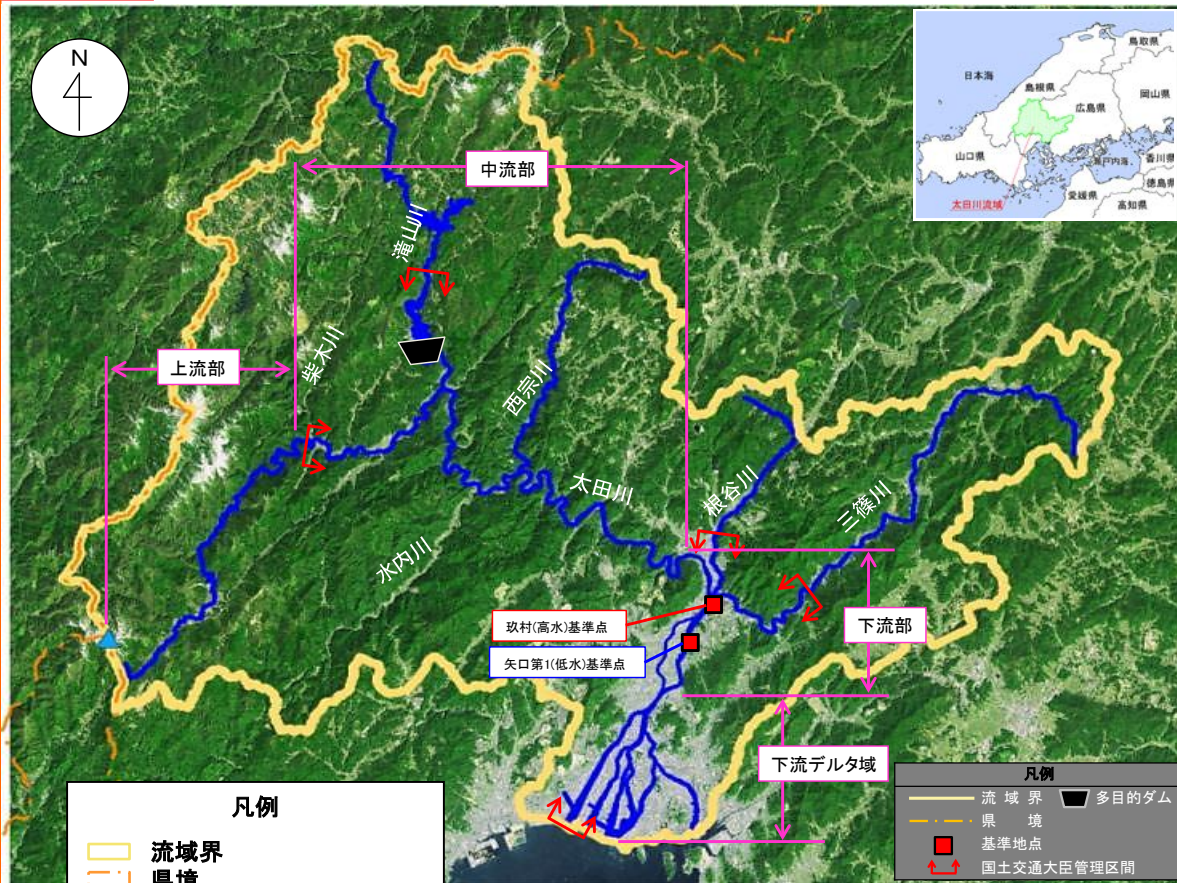 N
日本海
鳥取県
島根県
岡山県
広島県
山口県
瀬戸内海
香川県
徳島県
愛媛県
高知県
太田川流域
中流部
滝山川
上流部
柴木川
西宗川
太田川
根谷川
三篠川
水内川
玖村(高水)基準点
矢口第1(低水)基準点
下流部
下流デルタ域
凡例
流域界
県境
凡例
流 域 界 多目的ダム
県 境
基準地点
国土交通大臣管理区間